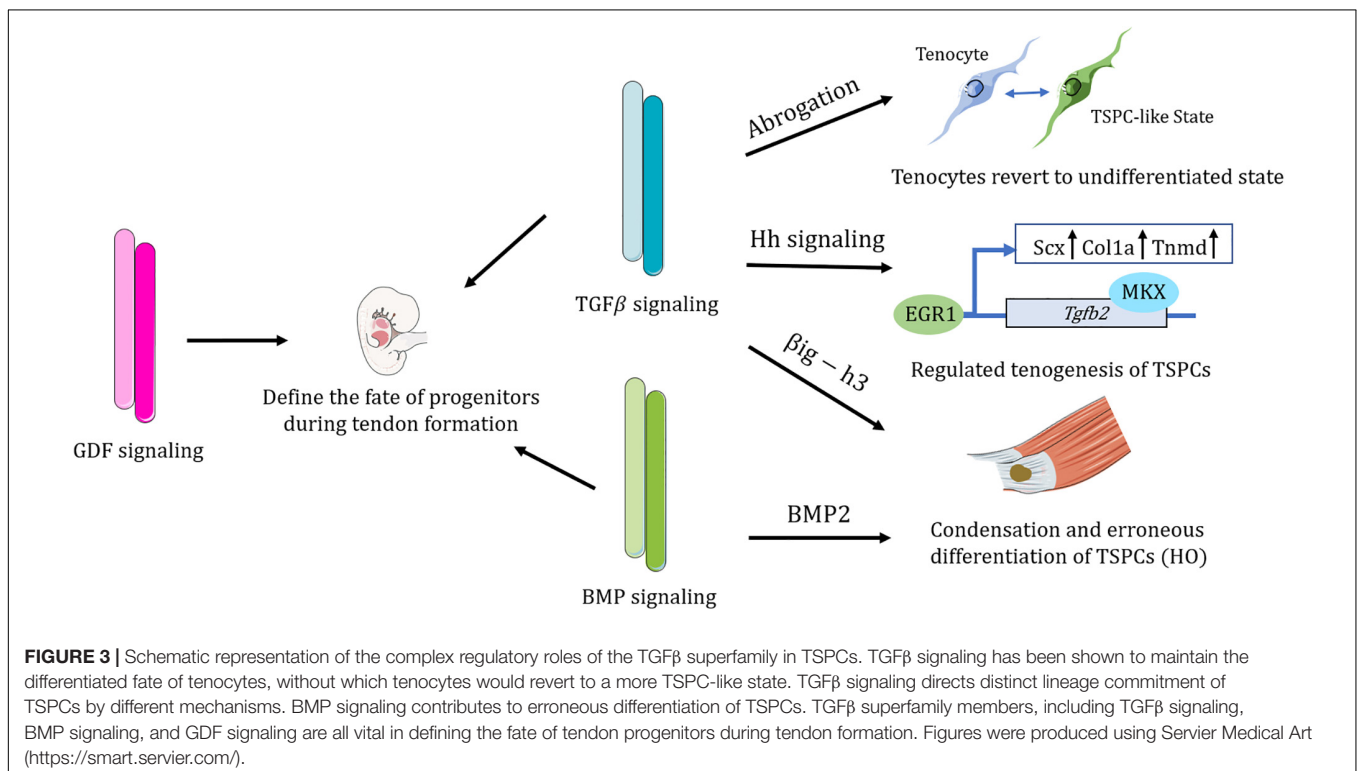 Tenocyte
TSPC-like State
Abrogation
Tenocytes revert to undifferentiated state
Hh signaling
Scx Col1a Tnmd
MKX
EGR1
Tgfb2
Regulated tenogenesis of TSPCs
TGFβ signaling
βig – h3
Define the fate of progenitors
during tendon formation
GDF signaling
BMP2
Condensation and erroneous
differentiation of TSPCs (HO)
BMP signaling
FIGURE 3 | Schematic representation of the complex regulatory roles of the TGFβ superfamily in TSPCs. TGFβ signaling has been shown to maintain the
differentiated fate of tenocytes, without which tenocytes would revert to a more TSPC-like state. TGFβ signaling directs distinct lineage commitment of
TSPCs by different mechanisms. BMP signaling contributes to erroneous differentiation of TSPCs. TGFβ superfamily members, including TGFβ signaling,
BMP signaling, and GDF signaling are all vital in defining the fate of tendon progenitors during tendon formation. Figures were produced using Servier Medical Art
(https://smart.servier.com/).